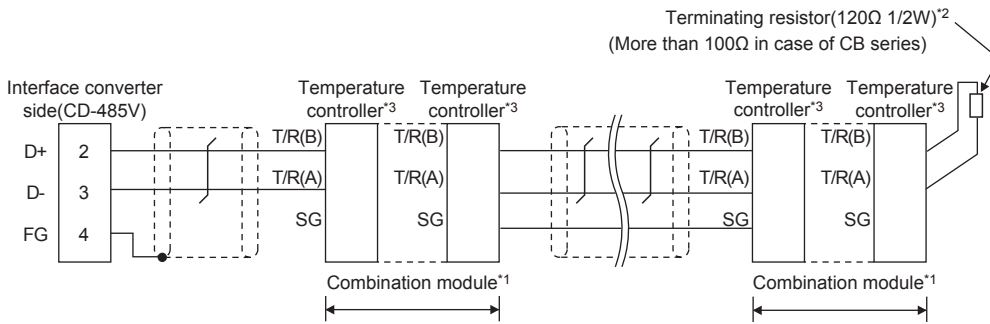 Terminating resistor(120Ω 1/2W)*2
(More than 100Ω in case of CB series)
Interface converter
side(CD-485V)
Temperature
controller*3
Temperature
controller*3
Temperature
controller*3
Temperature
controller*3
D+ 2 T/R(B) T/R(B) T/R(B) T/R(B)
D- 3 T/R(A) T/R(A) T/R(A) T/R(A)
FG 4 SG SG SG SG
Combination module*1
Combination module*1